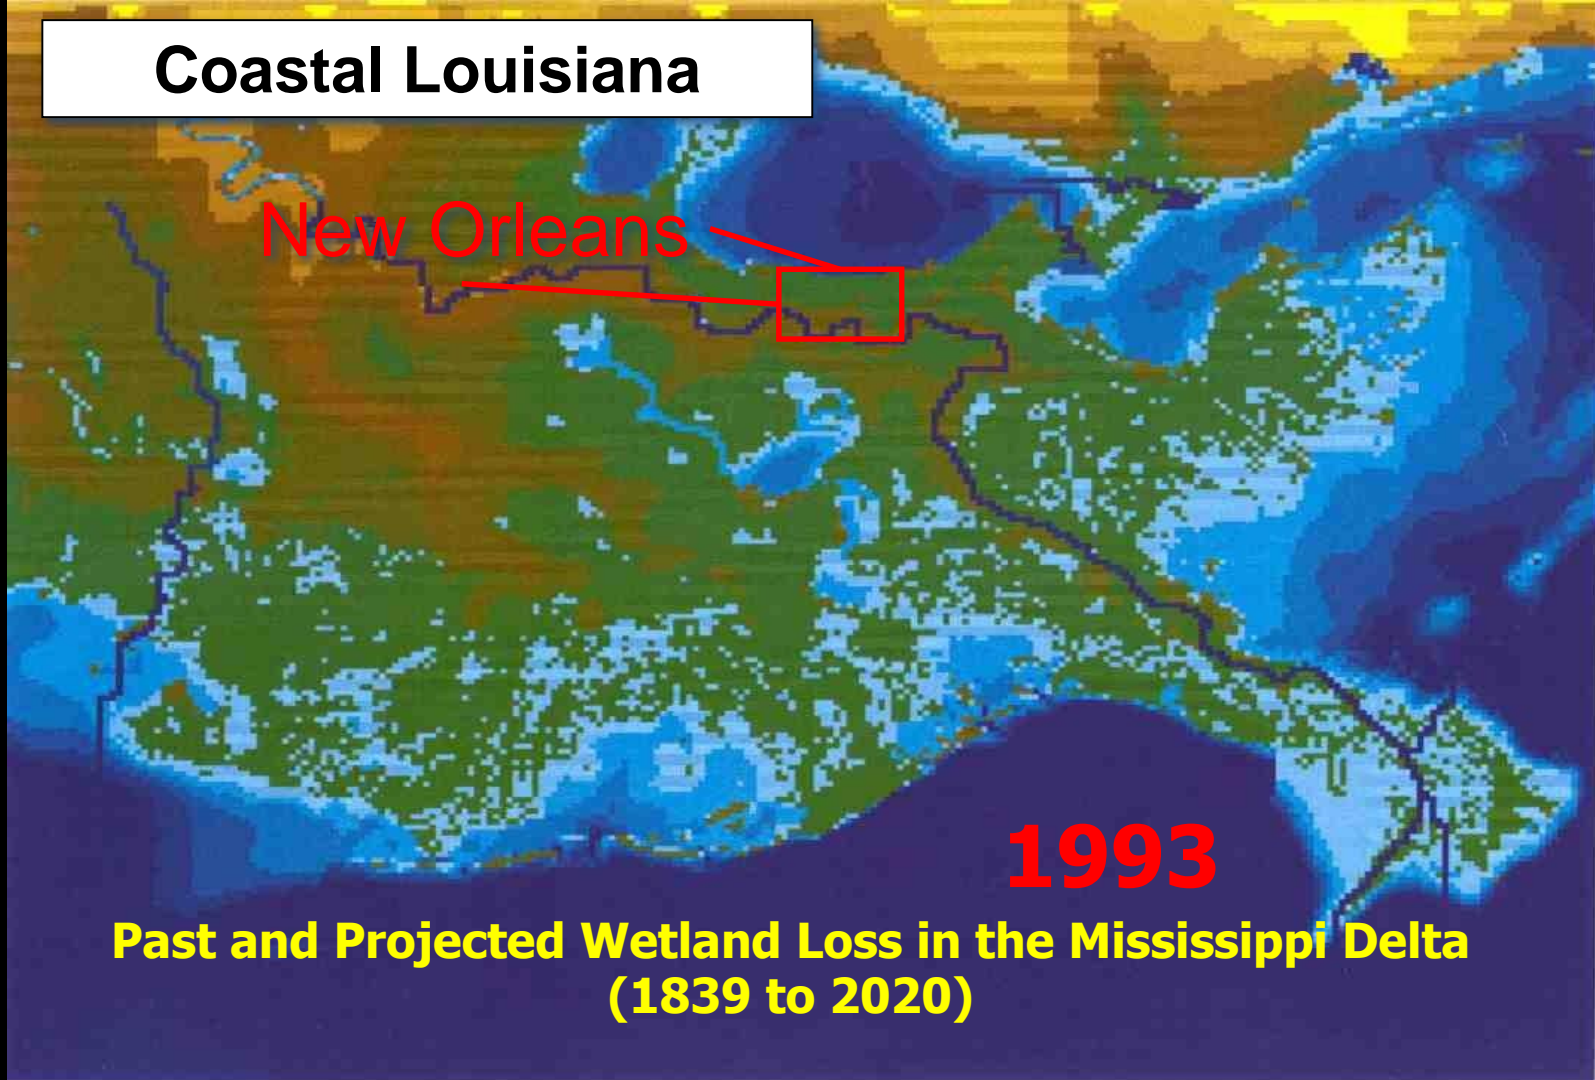 Coastal Louisiana
New Orleans
1993
Past and Projected Wetland Loss in the Mississippi Delta
(1839 to 2020)